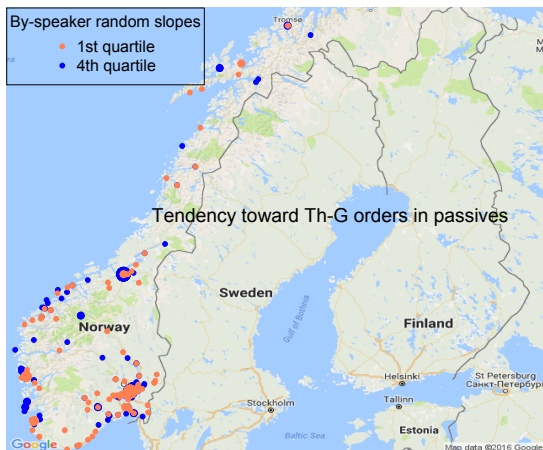 By-speaker random slopes
1st quartile
4th quartile
Tromsø
Tendency toward Th-G orders in passives
Sweden
Gulf of Bothnia
Norway
Finland
Helsinki
St Petersburg
Санкт-Петербур
Tallinn
Stockholm
Estonia
Baltic Sea
Google
Map data ©2016 Google